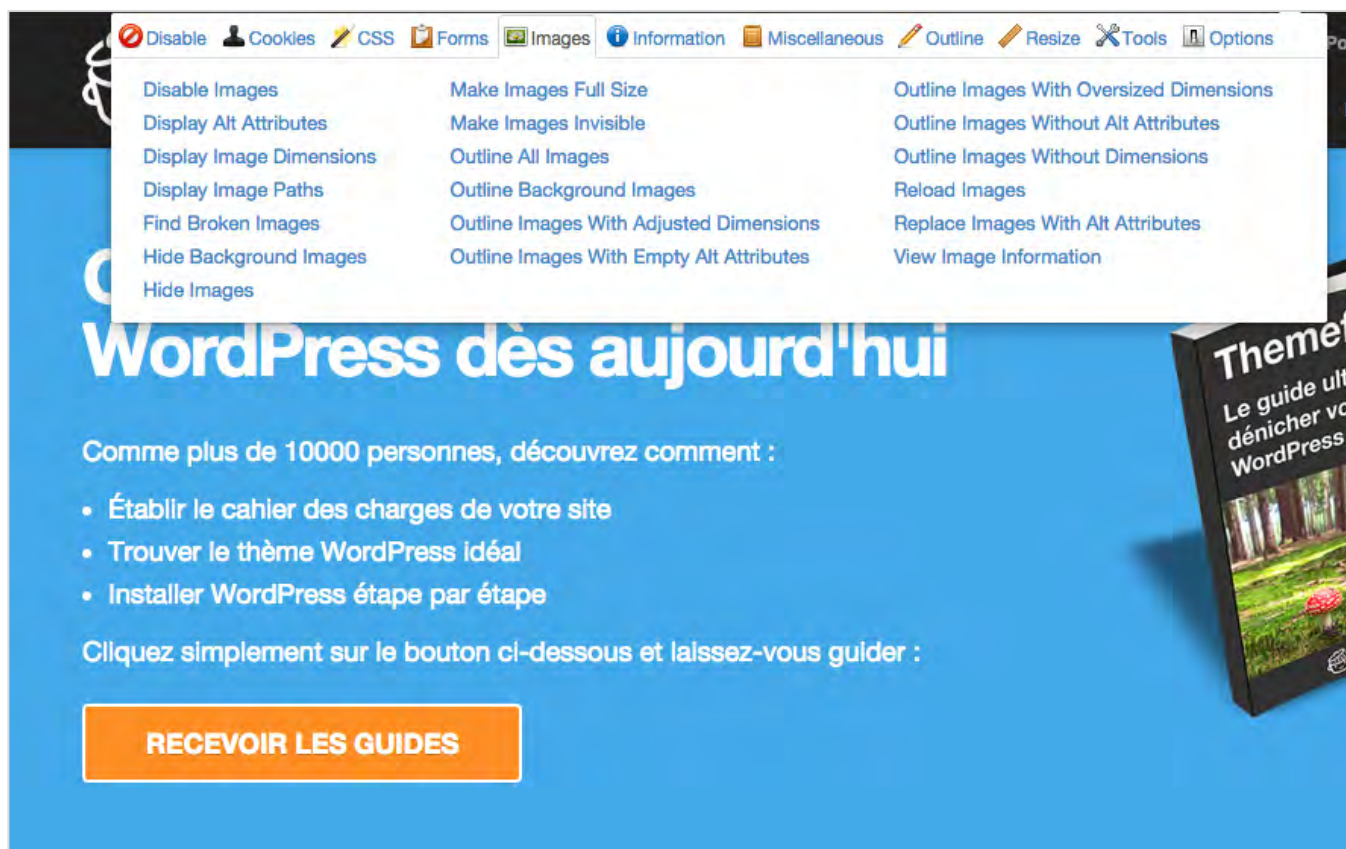 Disable Cookies CSS Forms Images Information Miscellaneous Outline Resize Tools Options
Disable Images
Display Alt Attributes
Display Image Dimensions
Display Image Paths
Find Broken Images
Hide Background Images
Hide Images
Make Images Full Size
Make Images Invisible
Outline All Images
Outline Background Images
Outline Images With Adjusted Dimensions
Outline Images With Empty Alt Attributes
Outline Images With Oversized Dimensions
Outline Images Without Alt Attributes
Outline Images Without Dimensions
Reload Images
Replace Images With Alt Attributes
View Image Information
WordPress dès aujourd'hui
Comme plus de 10000 personnes, découvrez comment :
• Établir le cahier des charges de votre site
• Trouver le thème WordPress idéal
• Installer WordPress étape par étape
Cliquez simplement sur le bouton ci-dessous et laissez-vous guider :
RECEVOIR LES GUIDES
Le guide
dénicher
WordPress